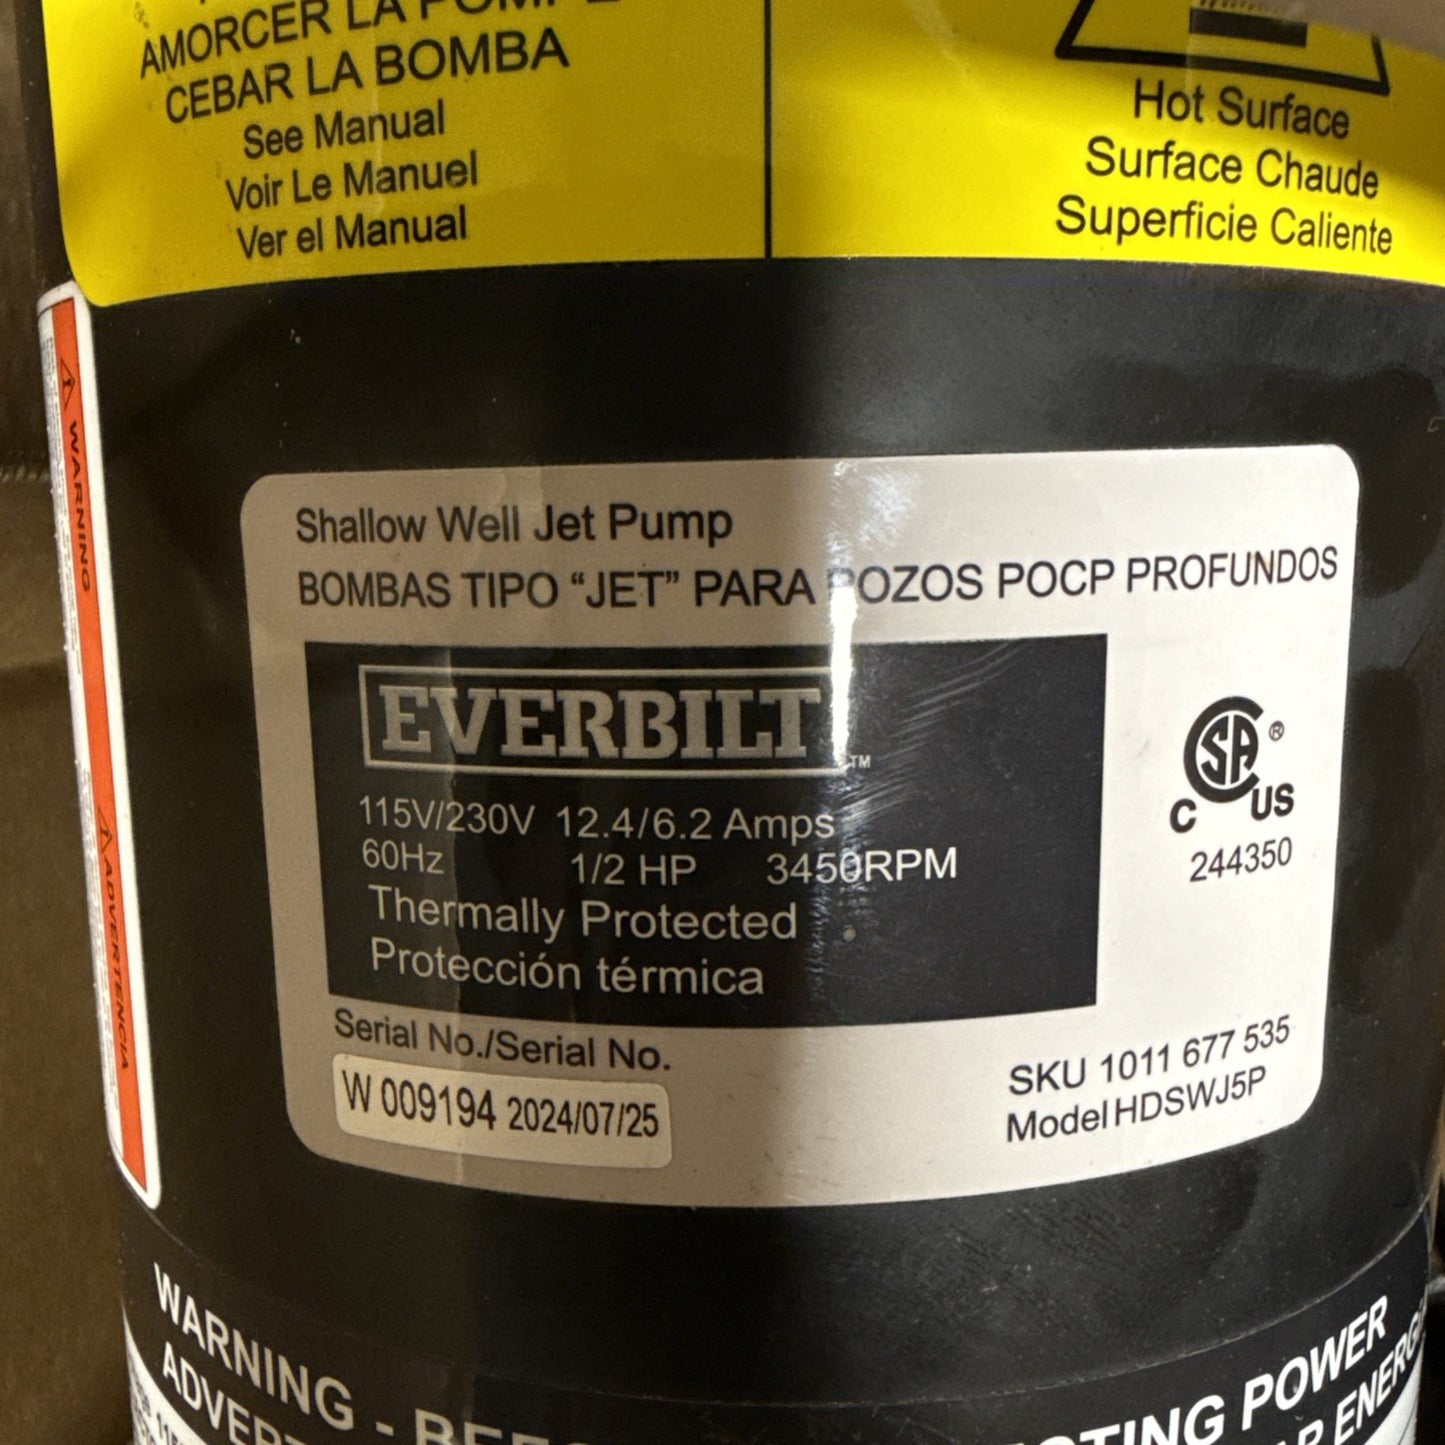 AMORCER LA POMPE
CEBAR LA BOMBA
See Manual
Voir Le Manuel
Ver el Manual
Hot Surface
Surface Chaude
Superficie Caliente
WARNING
ADVERTENCIA
Shallow Well Jet Pump
BOMBAS TIPO “JET” PARA POZOS POCP PROFUNDOS
EVERBILT™
115V/230V 12.4/6.2 Amps
60Hz 1/2 HP 3450RPM
Thermally Protected
Protección térmica
CSA®
C US
244350
Serial No./Serial No.
W 009194 2024/07/25
SKU 1011 677 535
Model HDSWJ5P
WARNING - POWER